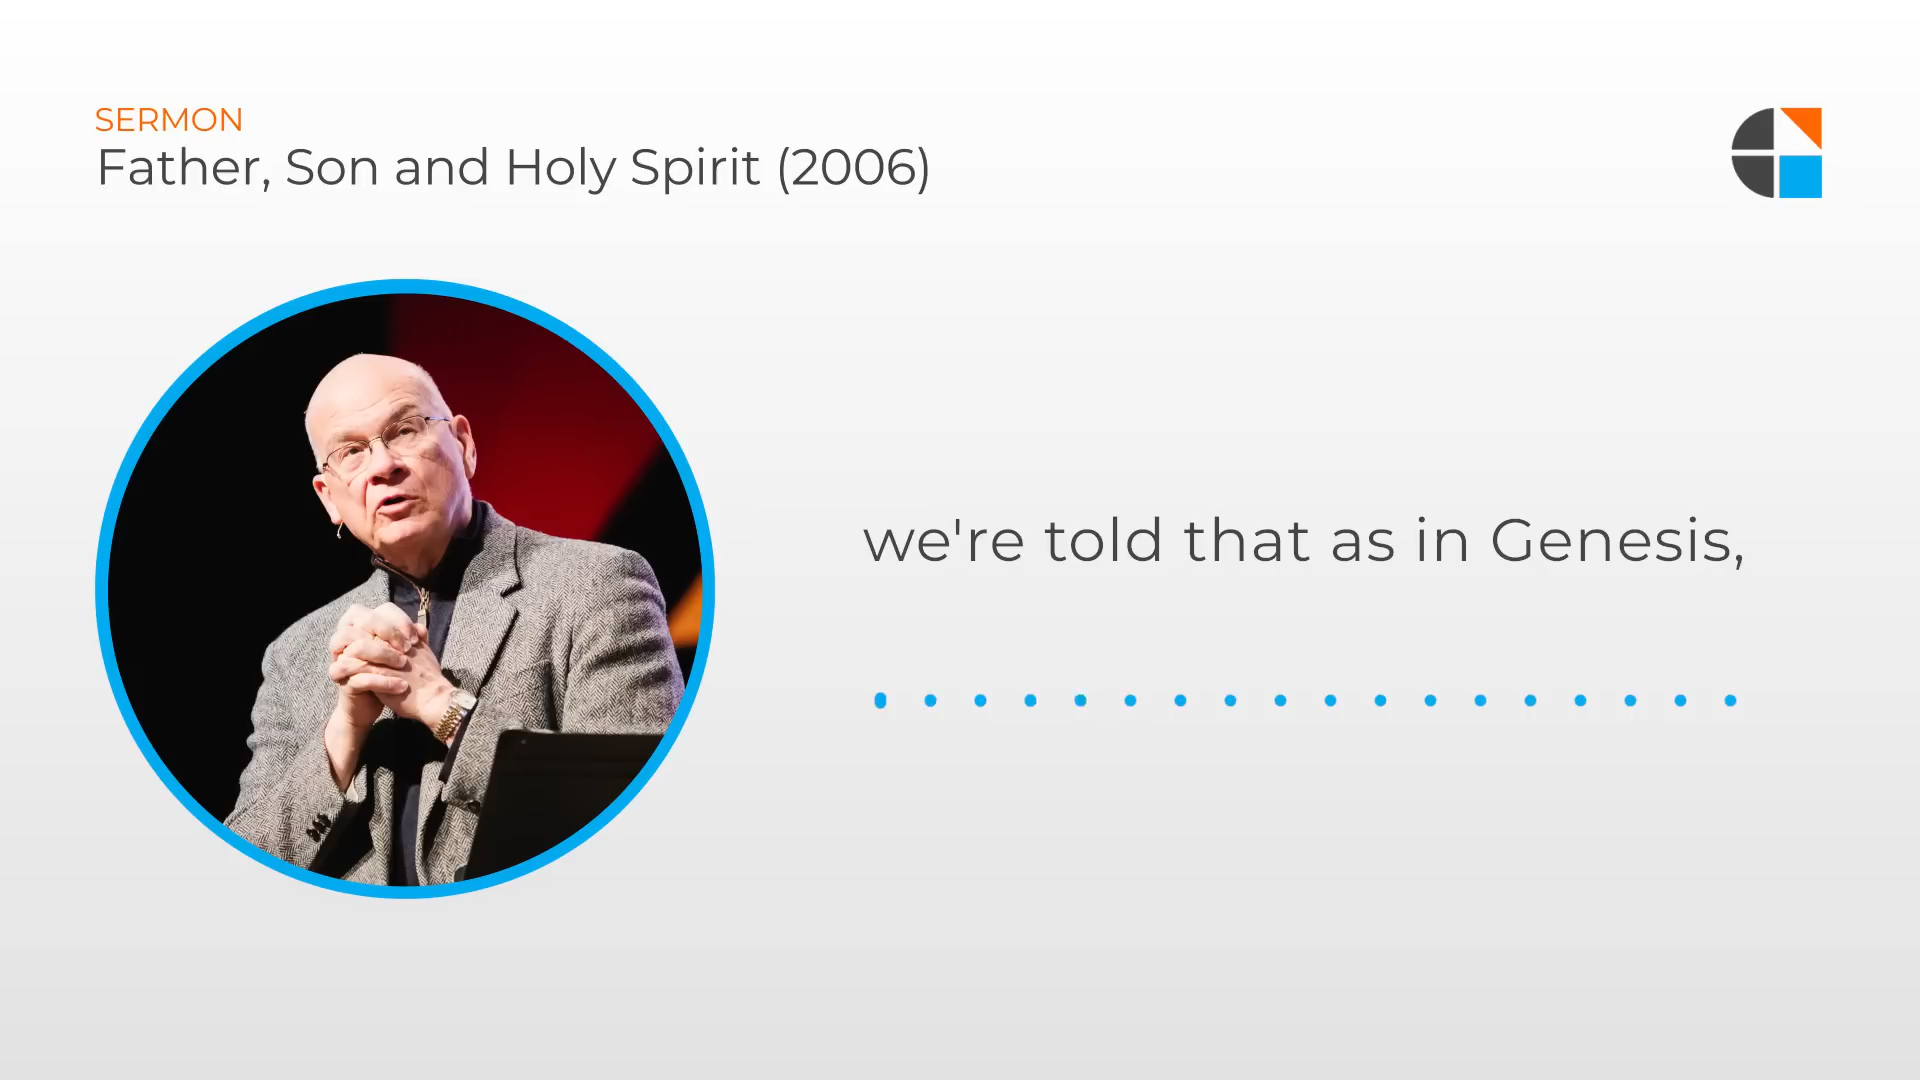 SERMON
Father, Son and Holy Spirit (2006)
we're told that as in Genesis,